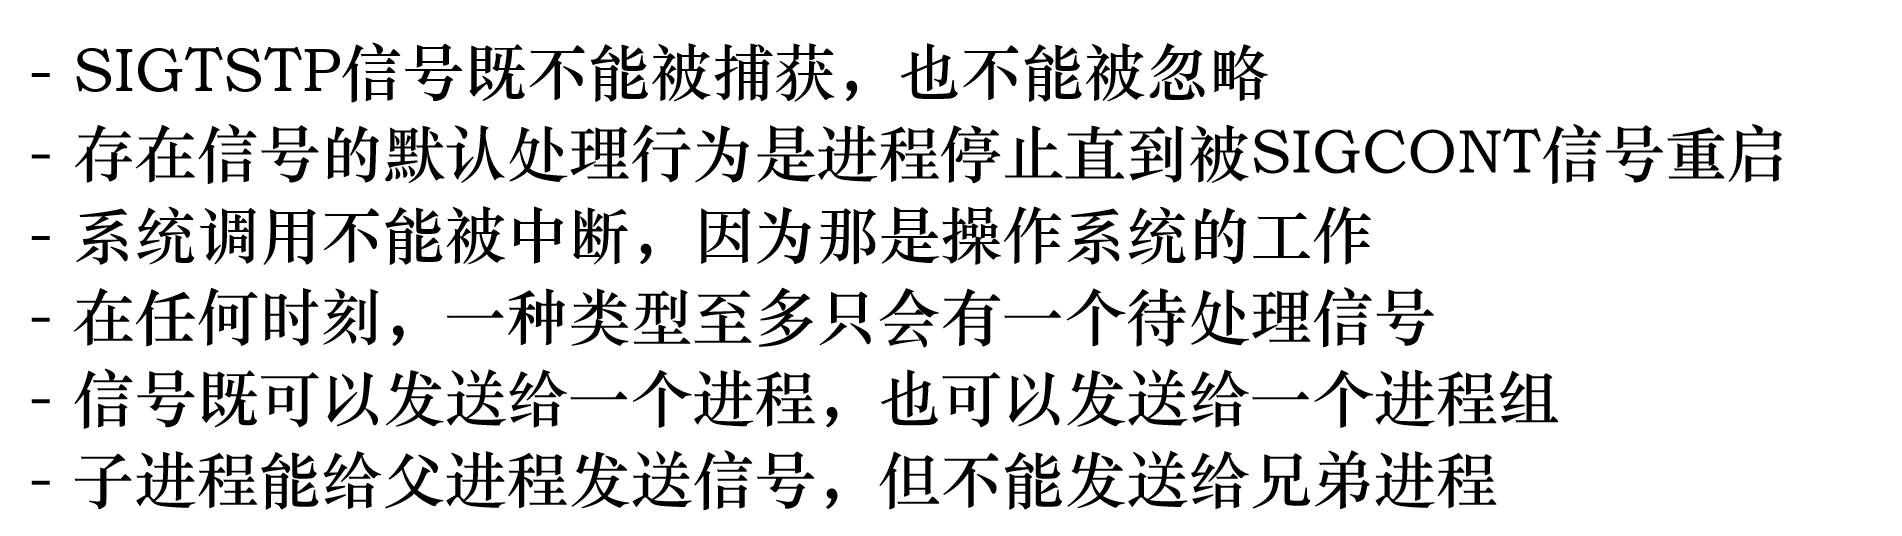 - SIGTSTP信号既不能被捕获，也不能被忽略
- 存在信号的默认处理行为是进程停止直到被SIGCONT信号重启
- 系统调用不能被中断，因为那是操作系统的工作
- 在任何时刻，一种类型至多只会有一个待处理信号
- 信号既可以发送给一个进程，也可以发送给一个进程组
- 子进程能给父进程发送信号，但不能发送给兄弟进程